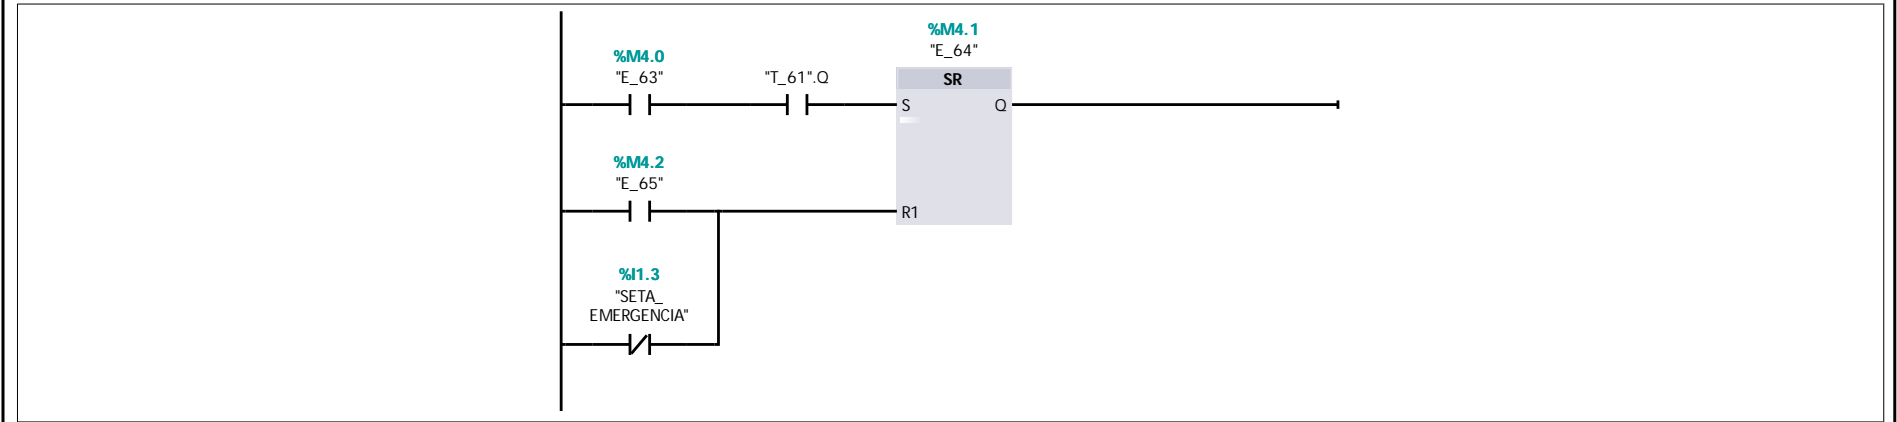 %M4.1
"E_64"
%M4.0
"E_63"
"T_61".Q
SR
S
Q
%M4.2
"E_65"
R1
%I1.3
"SETA_
EMERGENCIA"